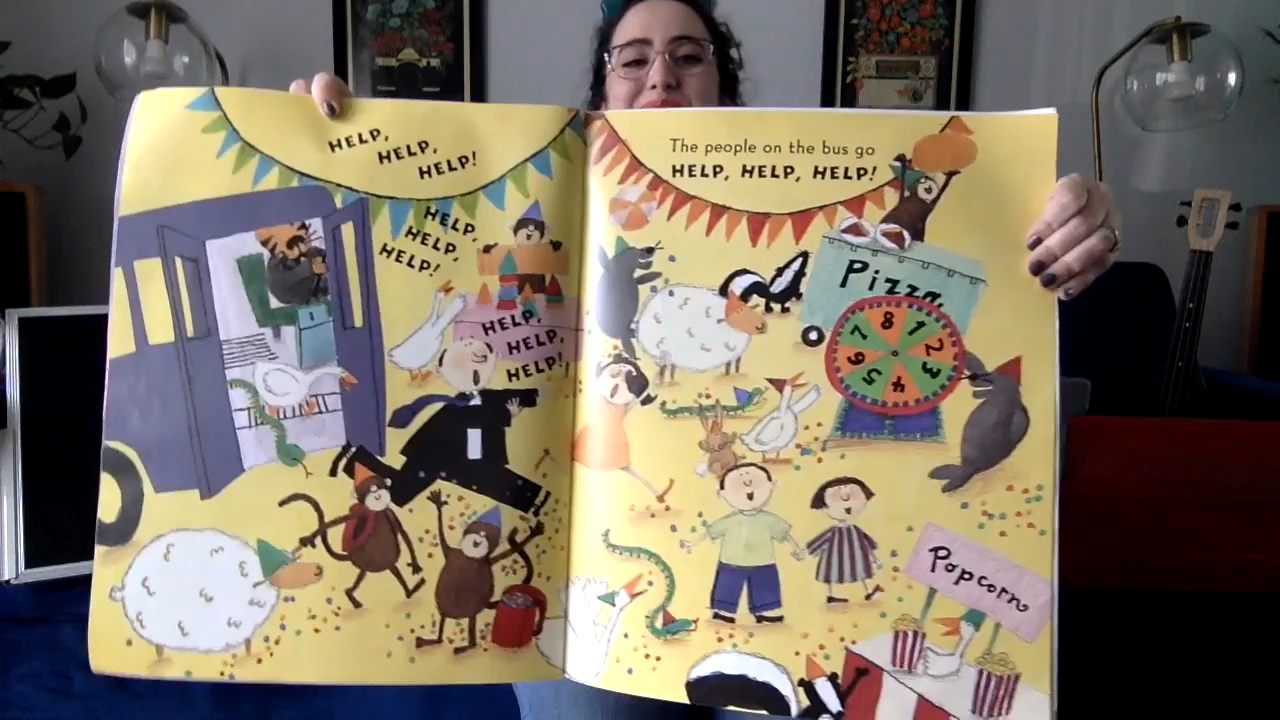 HELP,
HELP,
HELP!
HELP,
HELP,
HELP!
HELP,
HELP,
HELP!
The people on the bus go
HELP, HELP, HELP!
Pizza
8
1
2
3
4
5
6
7
Popcorn